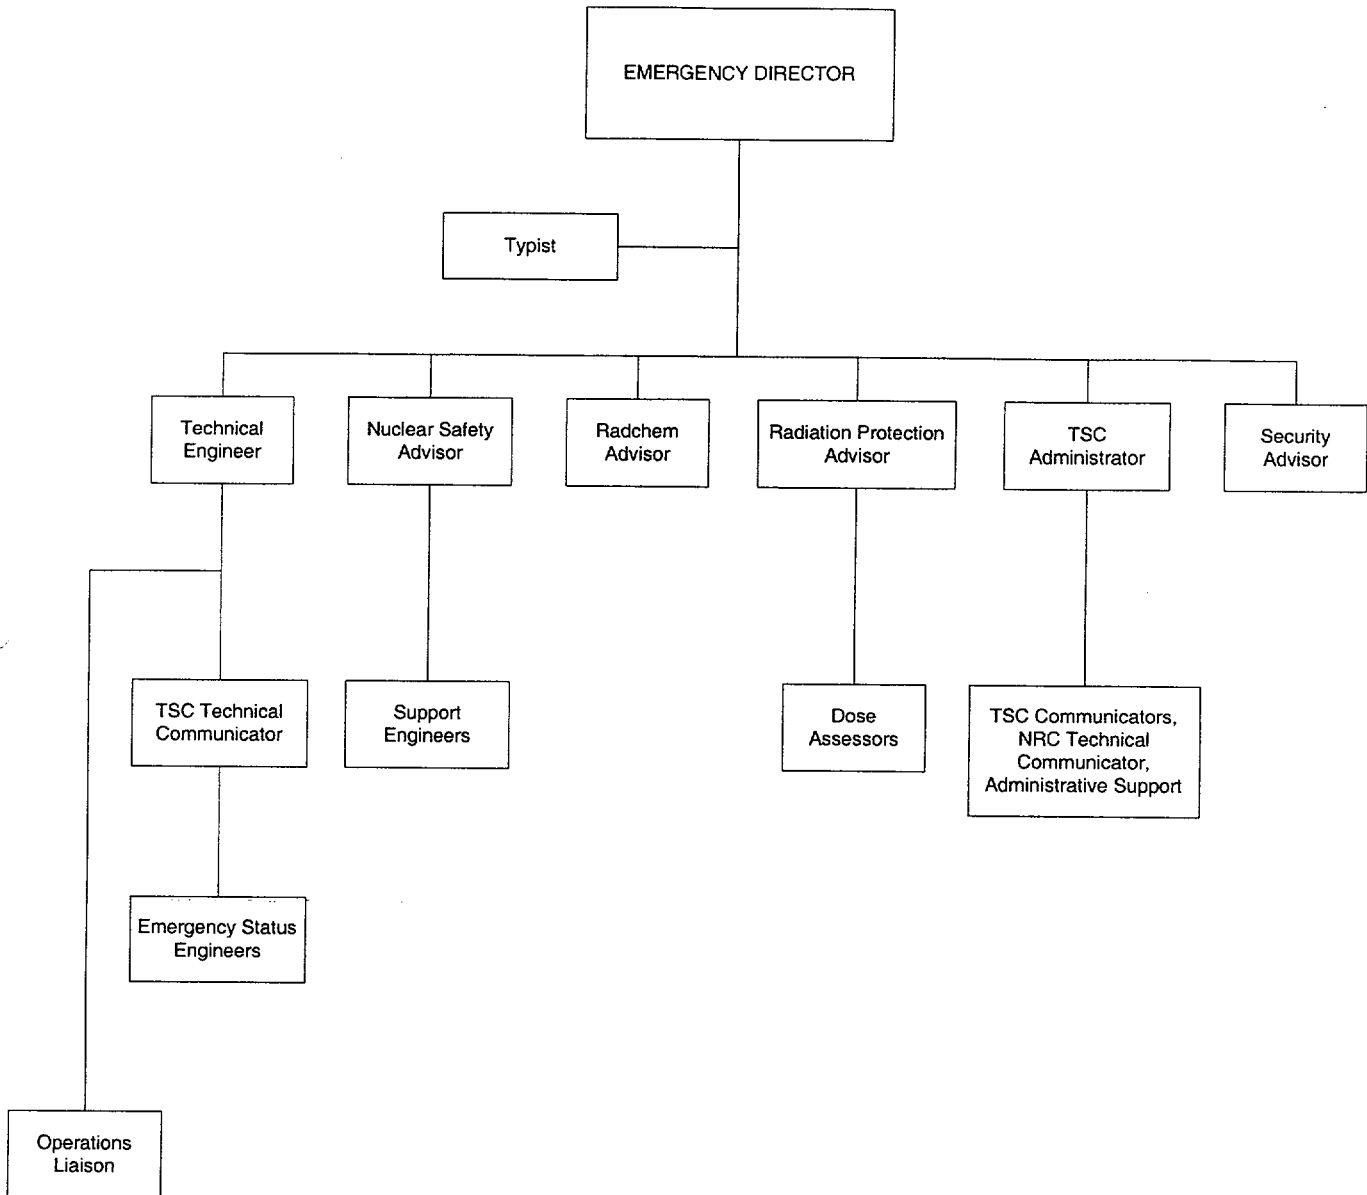 EMERGENCY DIRECTOR
Typist
Technical
Engineer
Nuclear Safety
Advisor
Radchem
Advisor
Radiation Protection
Advisor
TSC
Administrator
Security
Advisor
TSC Technical
Communicator
Support
Engineers
Dose
Assessors
TSC Communicators,
NRC Technical
Communicator,
Administrative Support
Emergency Status
Engineers
Operations
Liaison